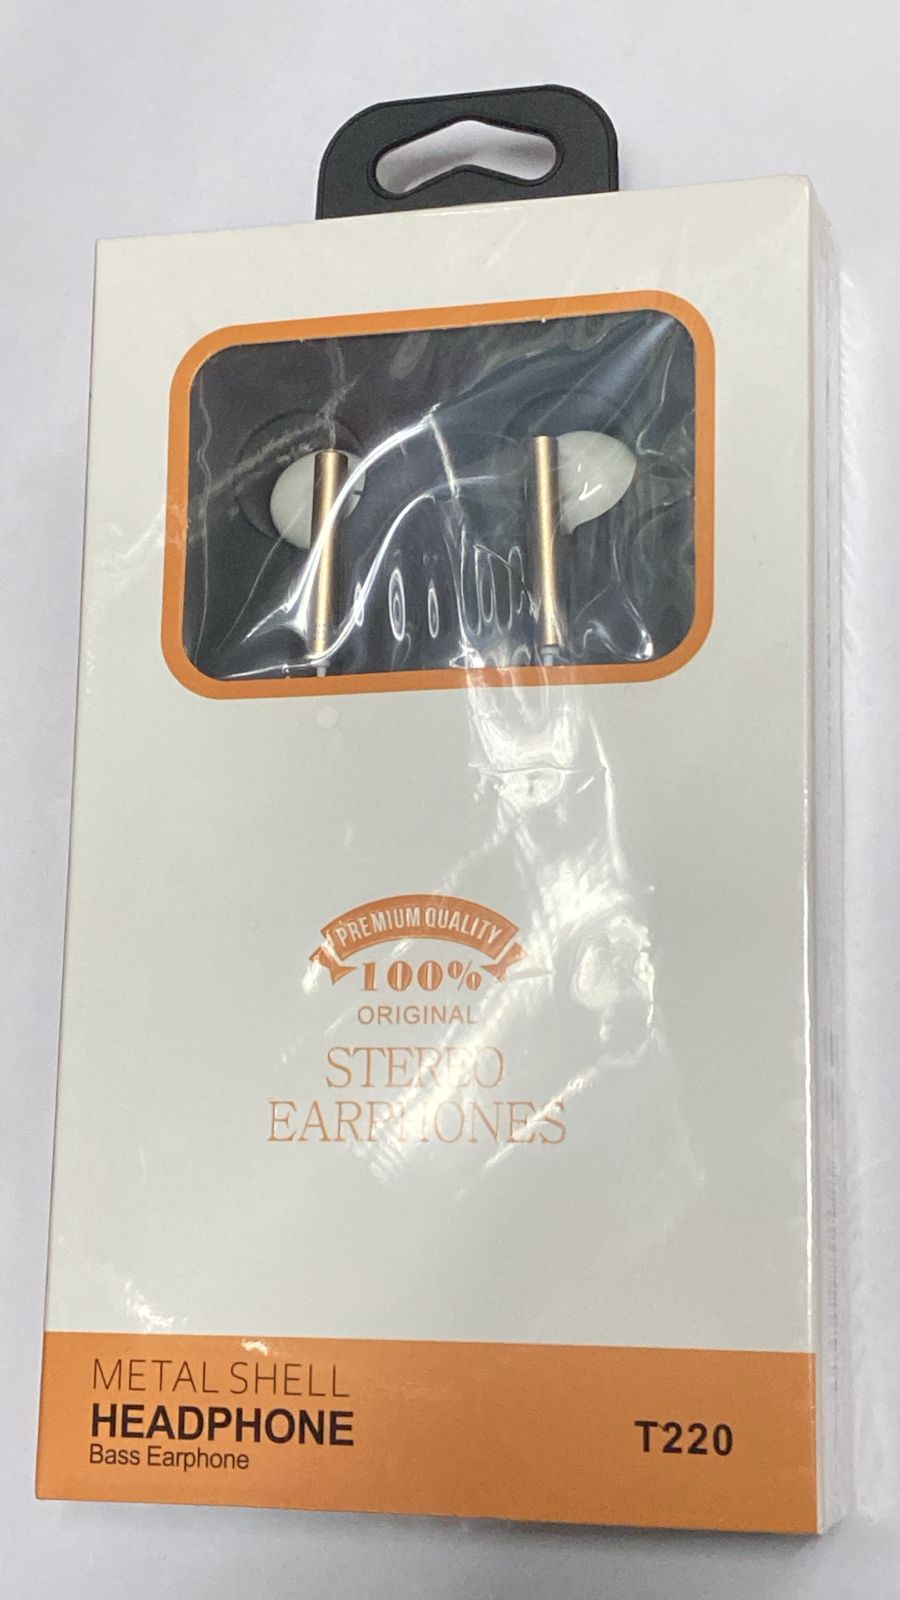 PREMIUM QUALITY
100%
ORIGINAL
STEREO
EARPHONES
METAL SHELL
HEADPHONE
Bass Earphone
T220